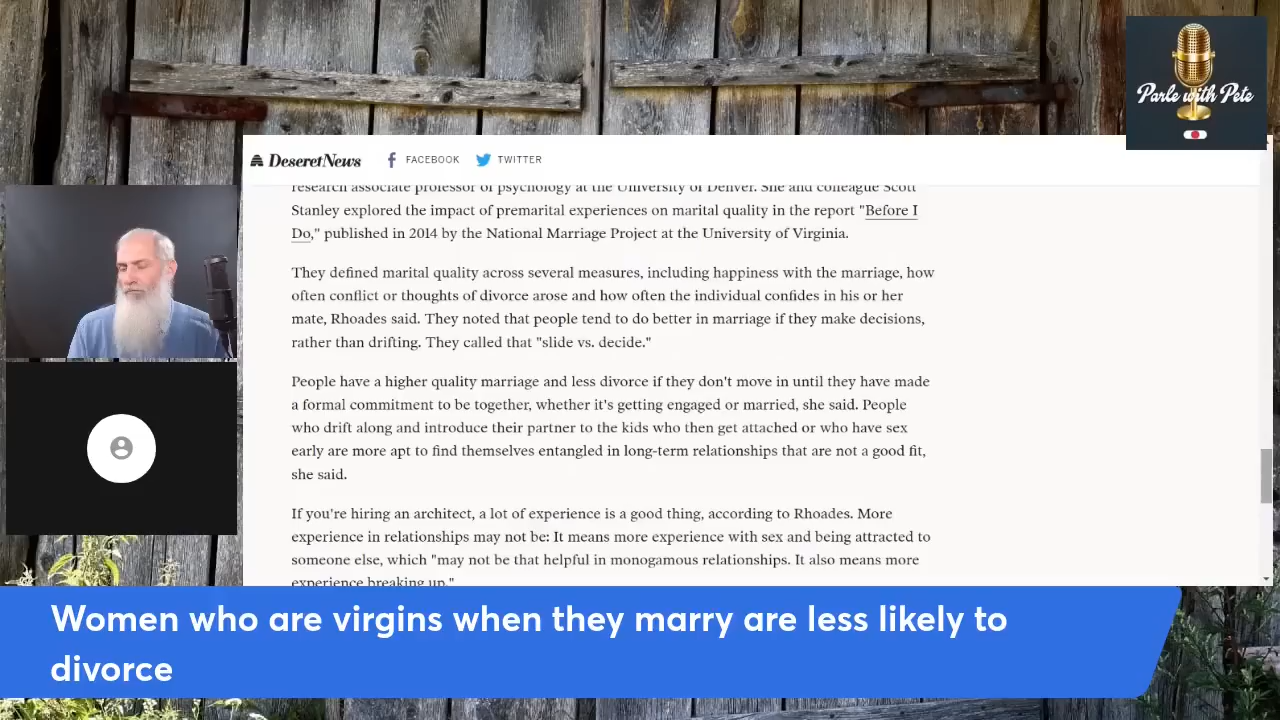 Parle with Pete
Deseret News FACEBOOK TWITTER
research associate professor of psychology at the University of Denver. She and colleague Scott
Stanley explored the impact of premarital experiences on marital quality in the report "Before I
Do," published in 2014 by the National Marriage Project at the University of Virginia.
They defined marital quality across several measures, including happiness with the marriage, how
often conflict or thoughts of divorce arose and how often the individual confides in his or her
mate, Rhoades said. They noted that people tend to do better in marriage if they make decisions,
rather than drifting. They called that "slide vs. decide."
People have a higher quality marriage and less divorce if they don't move in until they have made
a formal commitment to be together, whether it's getting engaged or married, she said. People
who drift along and introduce their partner to the kids who then get attached or who have sex
early are more apt to find themselves entangled in long-term relationships that are not a good fit,
she said.
If you're hiring an architect, a lot of experience is a good thing, according to Rhoades. More
experience in relationships may not be: It means more experience with sex and being attracted to
someone else, which "may not be that helpful in monogamous relationships. It also means more
experience breaking up."
Women who are virgins when they marry are less likely to
divorce